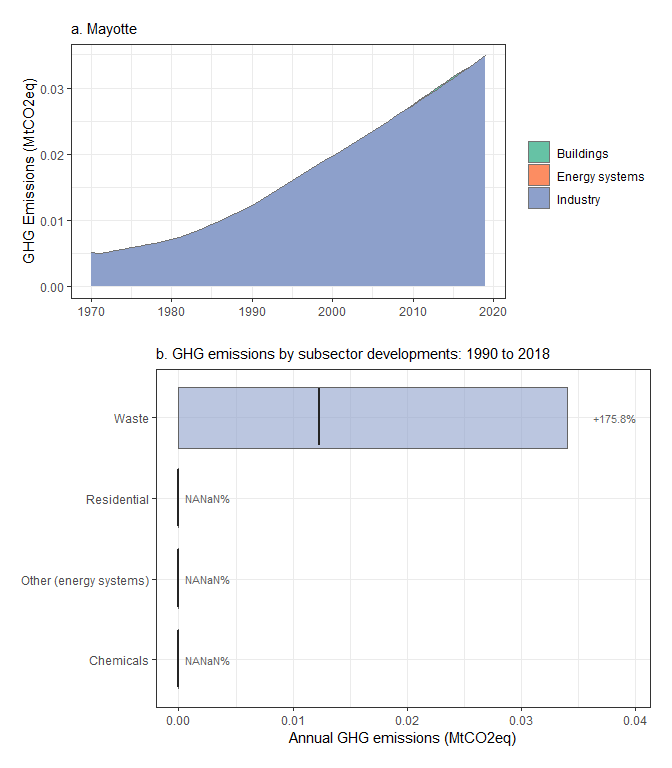 a. Mayotte
GHG Emissions (MtCO2eq)
0.03
0.02
0.01
0.00
1970 1980 1990 2000 2010 2020
Buildings
Energy systems
Industry
b. GHG emissions by subsector developments: 1990 to 2018
Waste
+175.8%
Residential
NANaN%
Other (energy systems)
NANaN%
Chemicals
NANaN%
0.00 0.01 0.02 0.03 0.04
Annual GHG emissions (MtCO2eq)